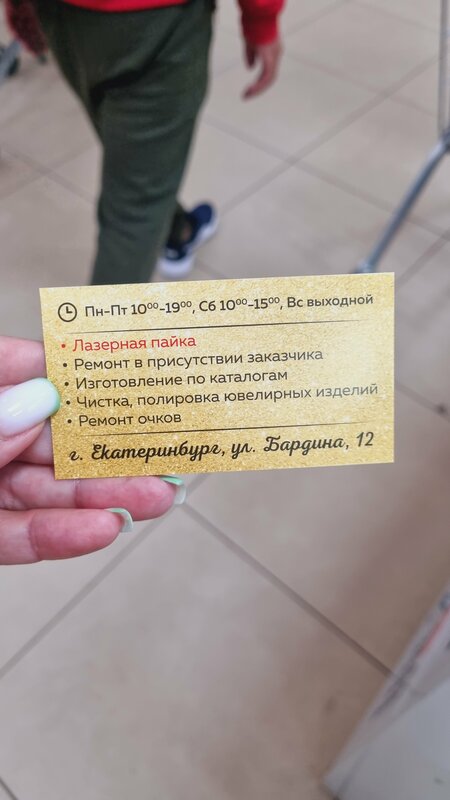 Пн-Пт 10⁰⁰-19⁰⁰, Сб 10⁰⁰-15⁰⁰, Вс выходной
• Лазерная пайка
• Ремонт в присутствии заказчика
• Изготовление по каталогам
• Чистка, полировка ювелирных изделий
• Ремонт очков
г. Екатеринбург, ул. Бардина, 12